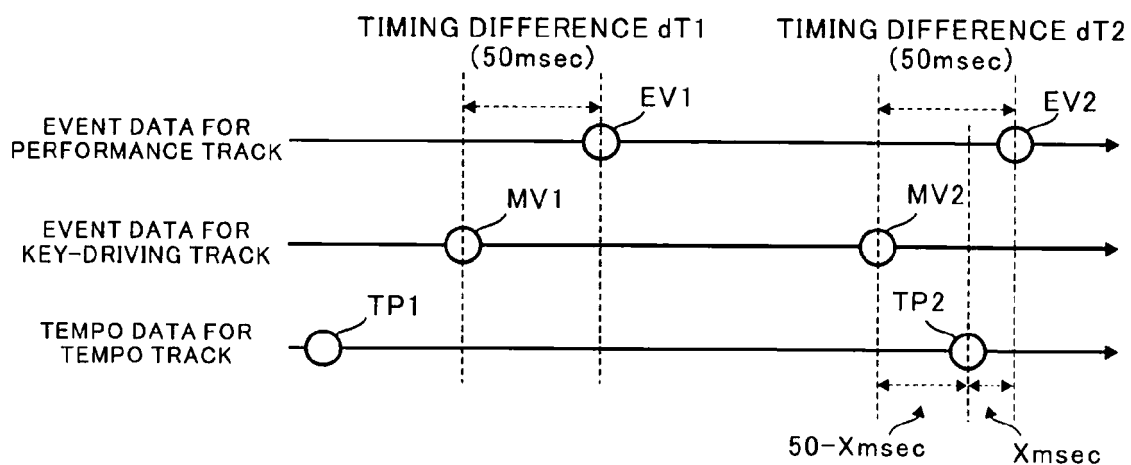 TIMING DIFFERENCE dT1
(50msec)
TIMING DIFFERENCE dT2
(50msec)
EV1
EV2
EVENT DATA FOR
PERFORMANCE TRACK
MV1
MV2
EVENT DATA FOR
KEY-DRIVING TRACK
TP1
TP2
TEMPO DATA FOR
TEMPO TRACK
50-Xmsec
Xmsec